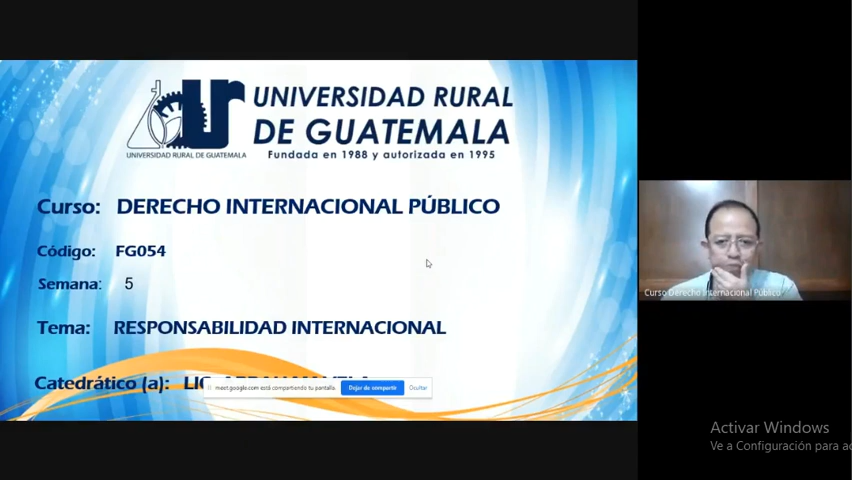 UNIVERSIDAD RURAL
DE GUATEMALA
Fundada en 1988 y autorizada en 1995
UNIVERSIDAD RURAL DE GUATEMALA
Curso: DERECHO INTERNACIONAL PÚBLICO
Código: FG054
Semana: 5
Tema: RESPONSABILIDAD INTERNACIONAL
Catedrático (a):
meet.google.com está compartiendo tu pantalla.
Dejar de compartir
Ocultar
Curso Derecho Internacional Público
Activar Windows
Ve a Configuración para